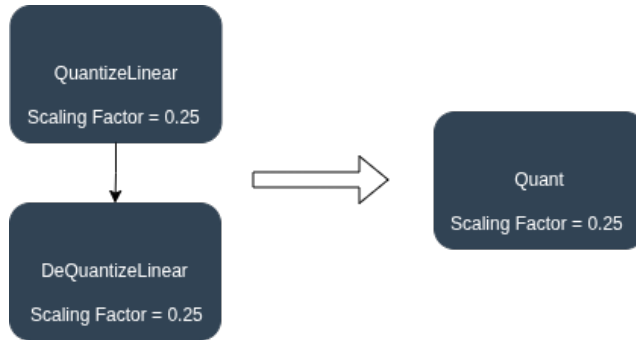 QuantizeLinear
Scaling Factor = 0.25
DeQuantizeLinear
Scaling Factor = 0.25
Quant
Scaling Factor = 0.25